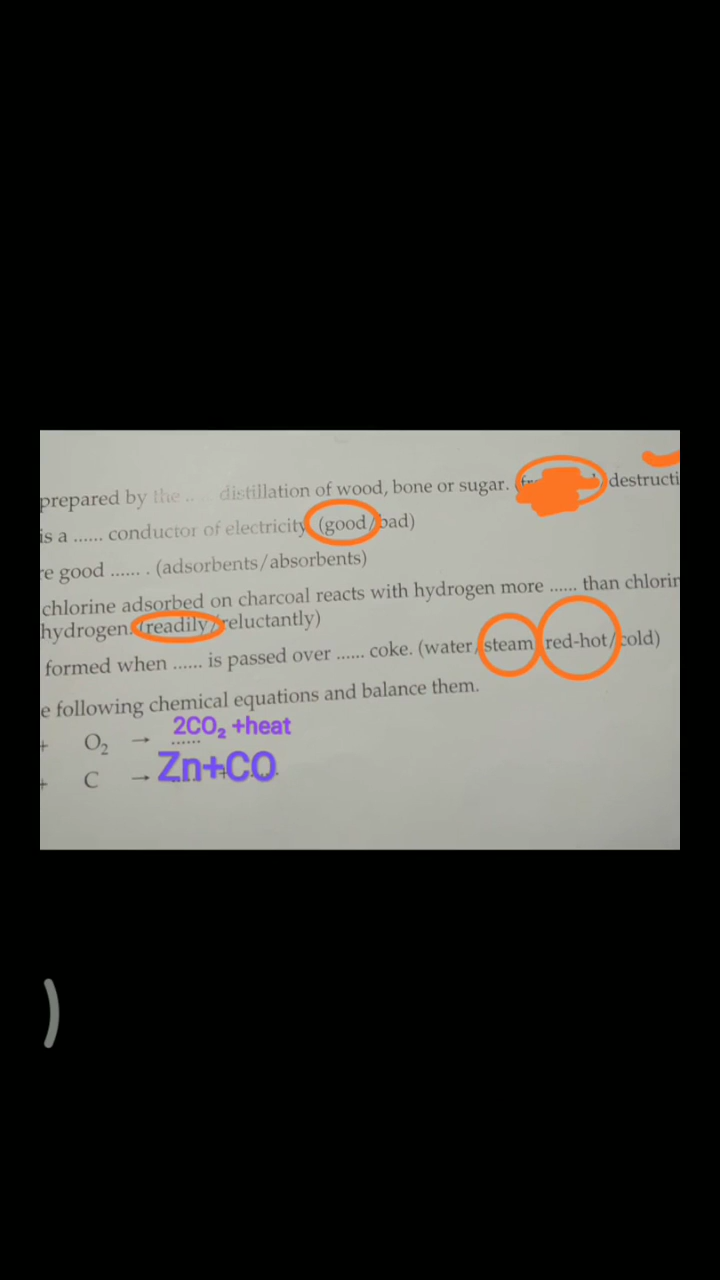 prepared by the .... distillation of wood, bone or sugar. ( ) destructi
is a ...... conductor of electricity (good/bad)
re good ...... . (adsorbents/absorbents)
chlorine adsorbed on charcoal reacts with hydrogen more ...... than chlorin
hydrogen. (readily/reluctantly)
formed when ...... is passed over ...... coke. (water/steam, red-hot/cold)
e following chemical equations and balance them.
2CO₂ +heat
+ O₂ → ......
+ C → Zn+CO